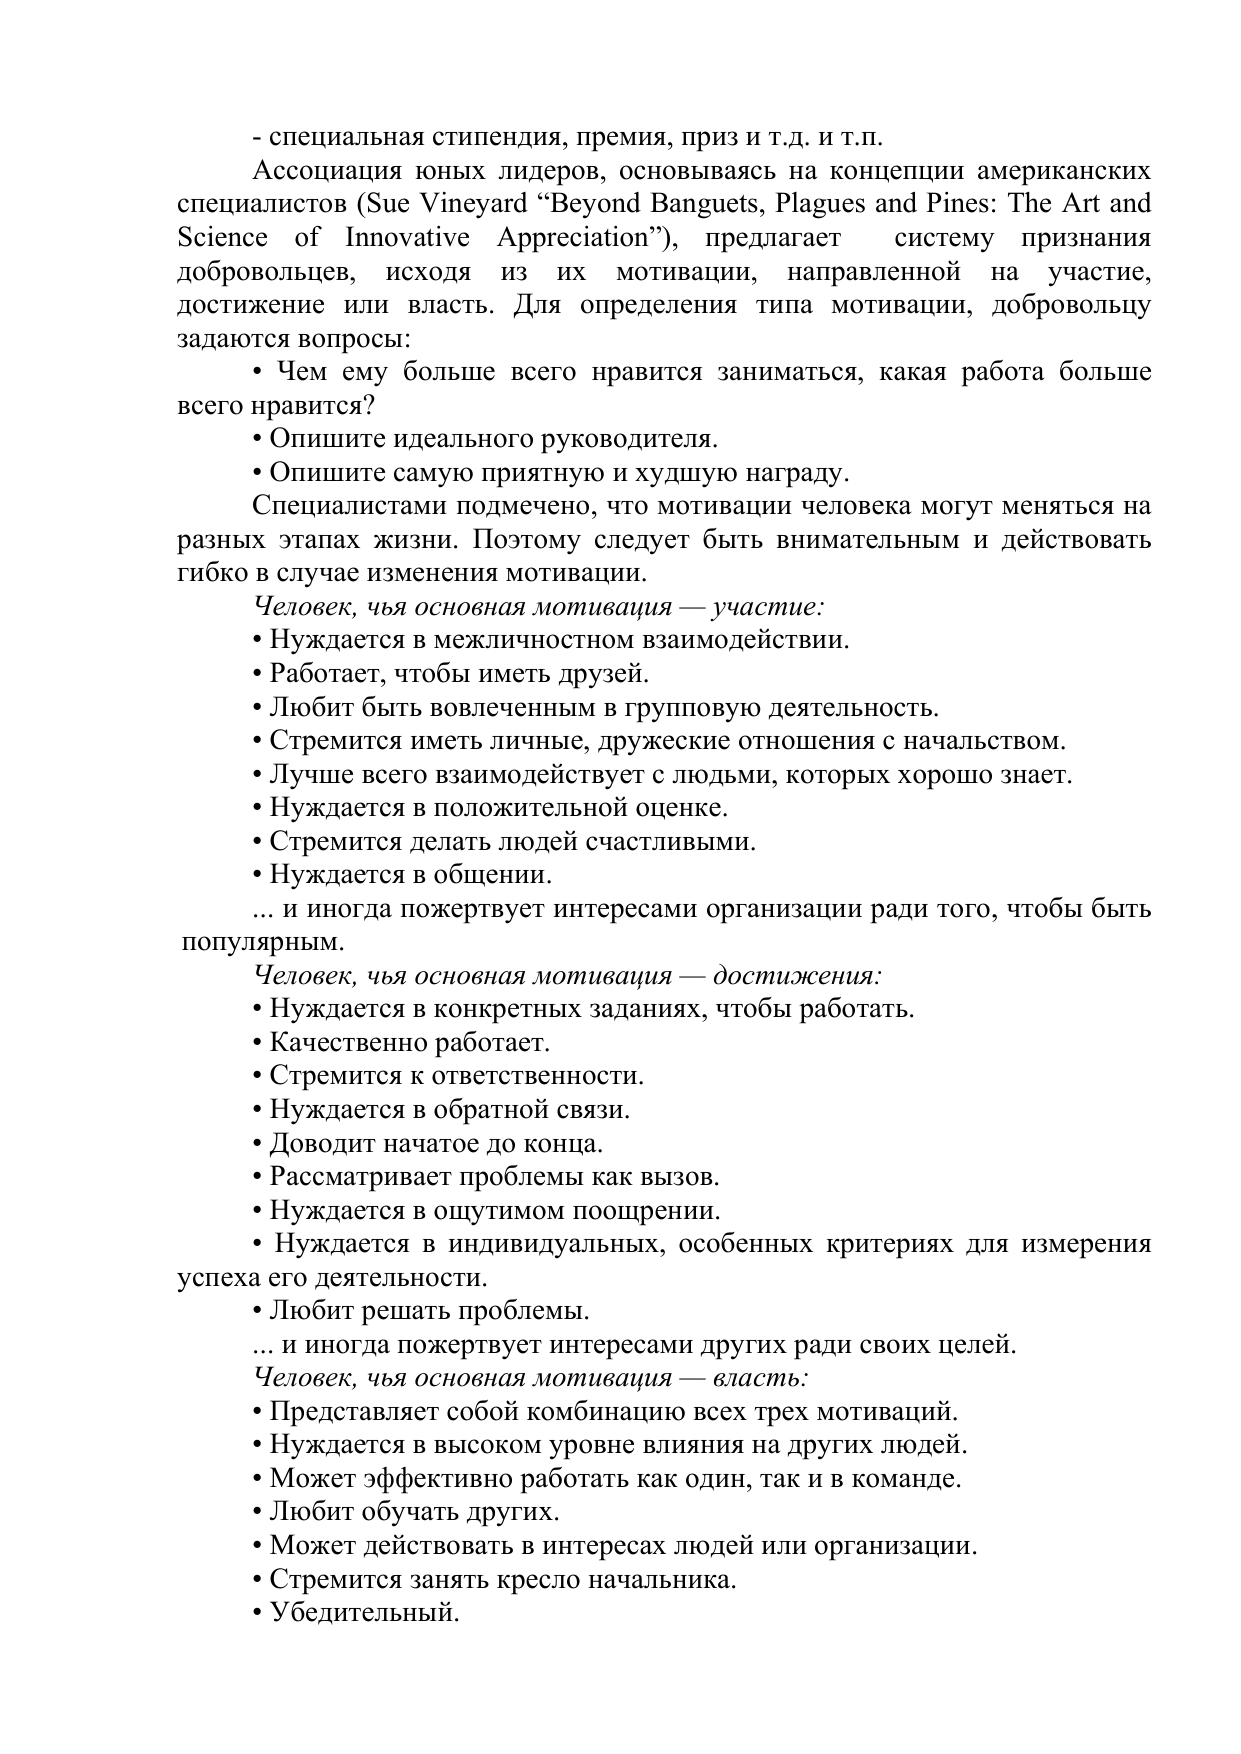 - специальная стипендия, премия, приз и т.д. и т.п.
Ассоциация юных лидеров, основываясь на концепции американских
специалистов (Sue Vineyard “Beyond Banguets, Plagues and Pines: The Art and
Science of Innovative Appreciation”), предлагает систему признания
добровольцев, исходя из их мотивации, направленной на участие,
достижение или власть. Для определения типа мотивации, добровольцу
задаются вопросы:
• Чем ему больше всего нравится заниматься, какая работа больше
всего нравится?
• Опишите идеального руководителя.
• Опишите самую приятную и худшую награду.
Специалистами подмечено, что мотивации человека могут меняться на
разных этапах жизни. Поэтому следует быть внимательным и действовать
гибко в случае изменения мотивации.
Человек, чья основная мотивация — участие:
• Нуждается в межличностном взаимодействии.
• Работает, чтобы иметь друзей.
• Любит быть вовлеченным в групповую деятельность.
• Стремится иметь личные, дружеские отношения с начальством.
• Лучше всего взаимодействует с людьми, которых хорошо знает.
• Нуждается в положительной оценке.
• Стремится делать людей счастливыми.
• Нуждается в общении.
... и иногда пожертвует интересами организации ради того, чтобы быть
популярным.
Человек, чья основная мотивация — достижения:
• Нуждается в конкретных заданиях, чтобы работать.
• Качественно работает.
• Стремится к ответственности.
• Нуждается в обратной связи.
• Доводит начатое до конца.
• Рассматривает проблемы как вызов.
• Нуждается в ощутимом поощрении.
• Нуждается в индивидуальных, особенных критериях для измерения
успеха его деятельности.
• Любит решать проблемы.
... и иногда пожертвует интересами других ради своих целей.
Человек, чья основная мотивация — власть:
• Представляет собой комбинацию всех трех мотиваций.
• Нуждается в высоком уровне влияния на других людей.
• Может эффективно работать как один, так и в команде.
• Любит обучать других.
• Может действовать в интересах людей или организации.
• Стремится занять кресло начальника.
• Убедительный.